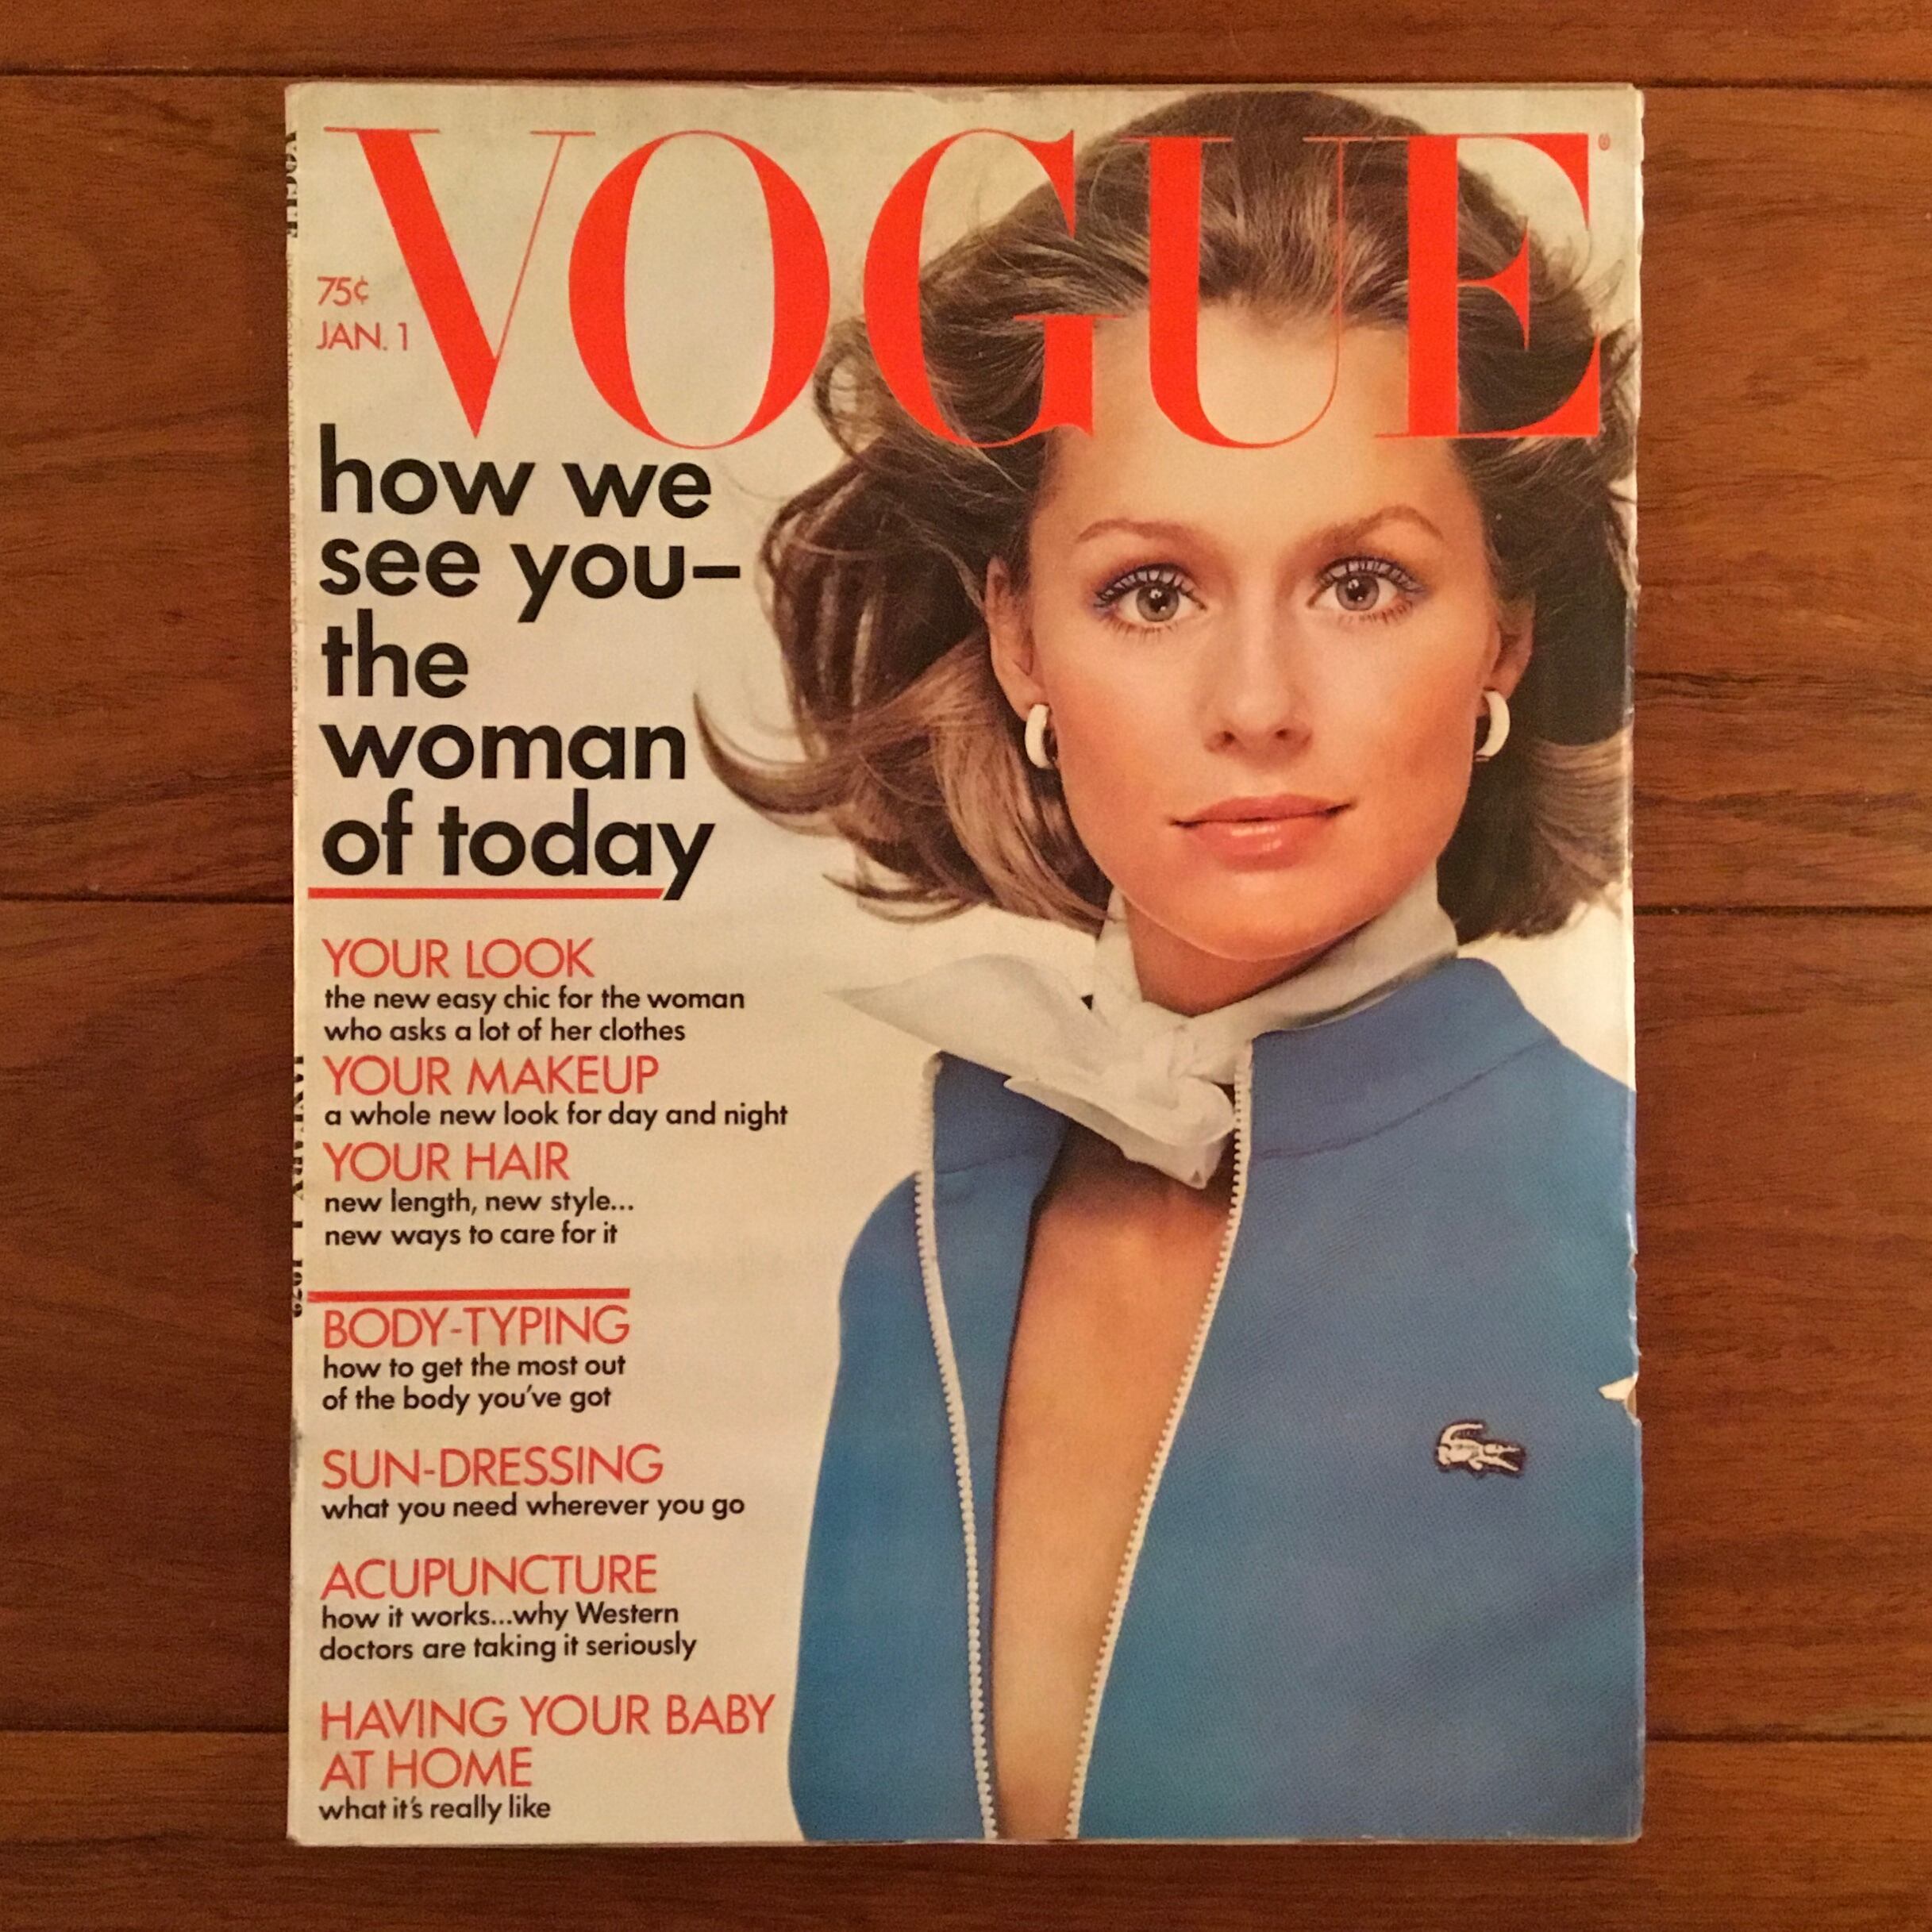 VOGUE
75¢
JAN. 1
how we
see you–
the
woman
of today
YOUR LOOK
the new easy chic for the woman
who asks a lot of her clothes
YOUR MAKEUP
a whole new look for day and night
YOUR HAIR
new length, new style...
new ways to care for it
BODY-TYPING
how to get the most out
of the body you've got
SUN-DRESSING
what you need wherever you go
ACUPUNCTURE
how it works...why Western
doctors are taking it seriously
HAVING YOUR BABY
AT HOME
what it's really like
VOGUE